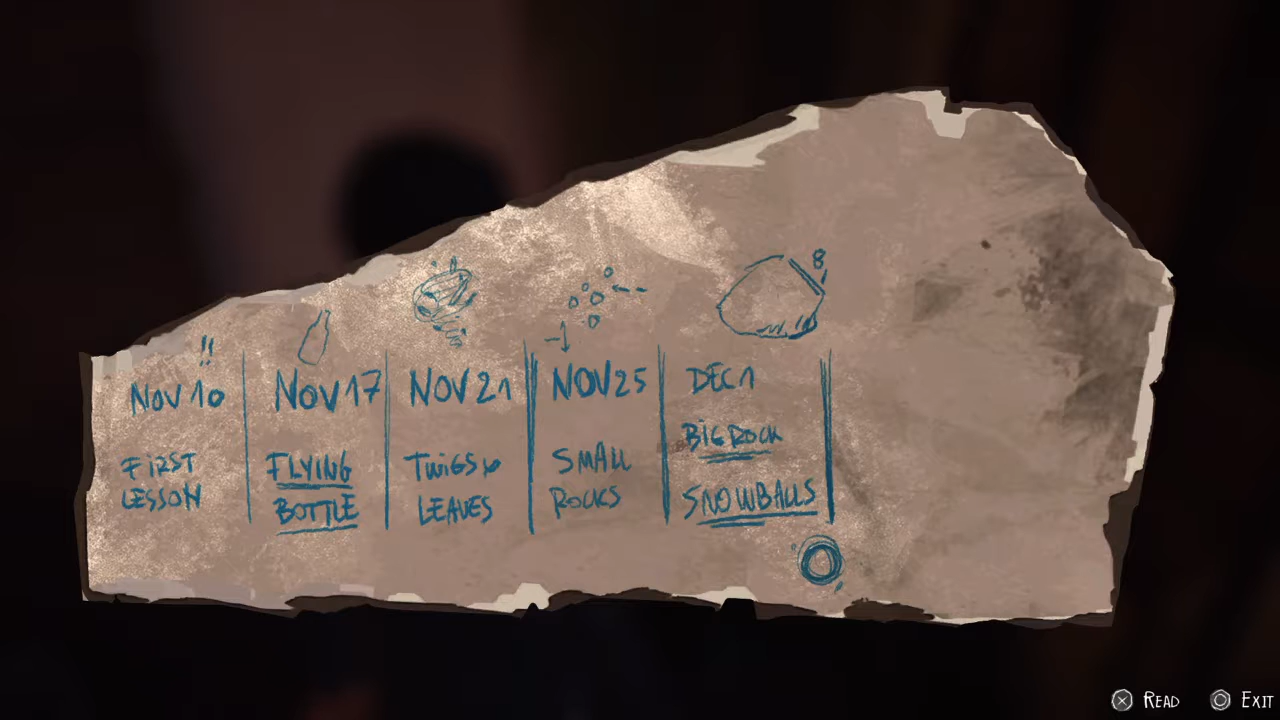 !!
NOV 10
FIRST
LESSON
NOV 17
FLYING
BOTTLE
NOV 21
TWIGS &
LEAVES
NOV 25
SMALL
ROCKS
8
DEC 1
BIG ROCK
SNOWBALLS
READ
EXIT